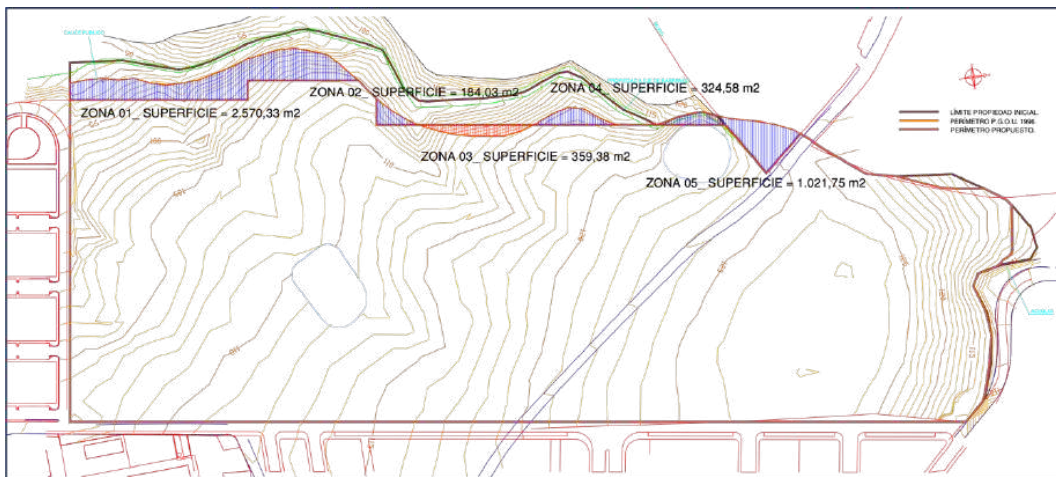 CAUCE PUBLICO
ZONA 02_ SUPERFICIE = 184,03 m2
ZONA 04_ SUPERFICIE = 324,58 m2
ZONA 01_ SUPERFICIE = 2.570,33 m2
LÍMITE PROPIEDAD INICIAL.
PERÍMETRO P.G.O.U. 1996
PERÍMETRO PROPUESTO.
ZONA 03_ SUPERFICIE = 359,38 m2
ZONA 05_ SUPERFICIE = 1.021,75 m2